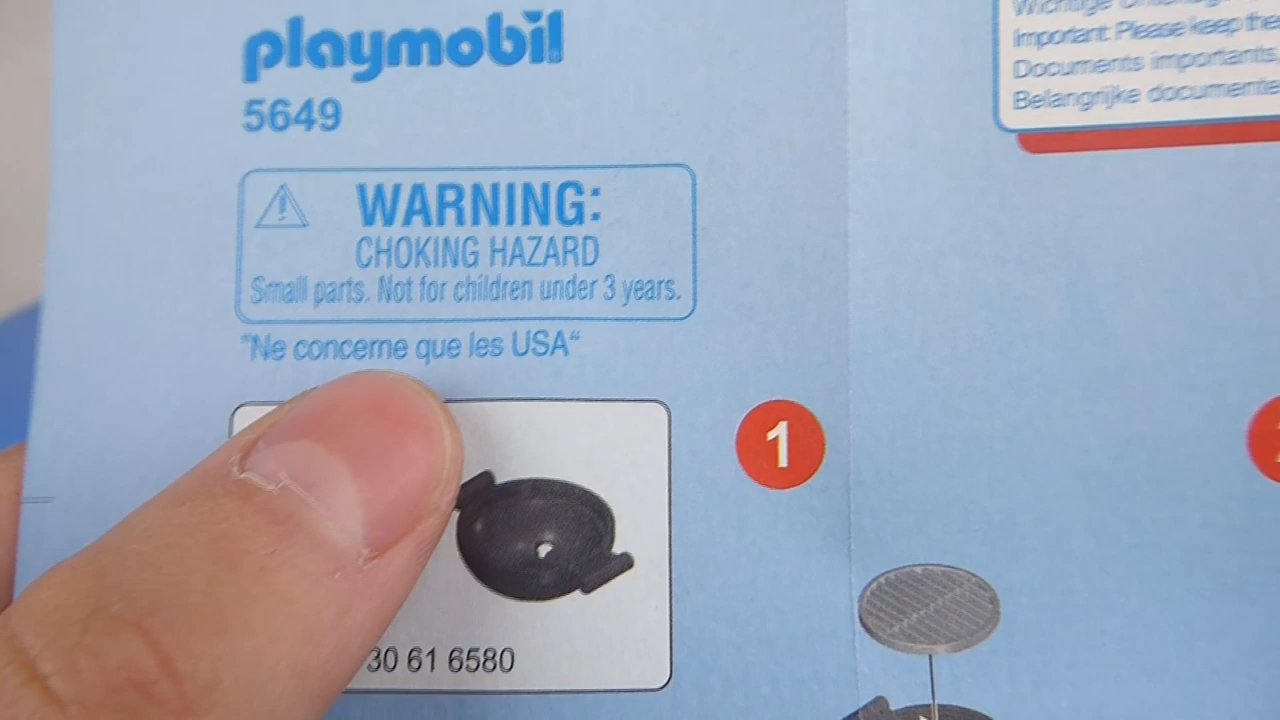 playmobil®
5649
WARNING:
CHOKING HAZARD
Small parts. Not for children under 3 years.
"Ne concerne que les USA“
30 61 6580
1
Wichtige
Important: Please keep the
Documents importants,
Belangrijke documente